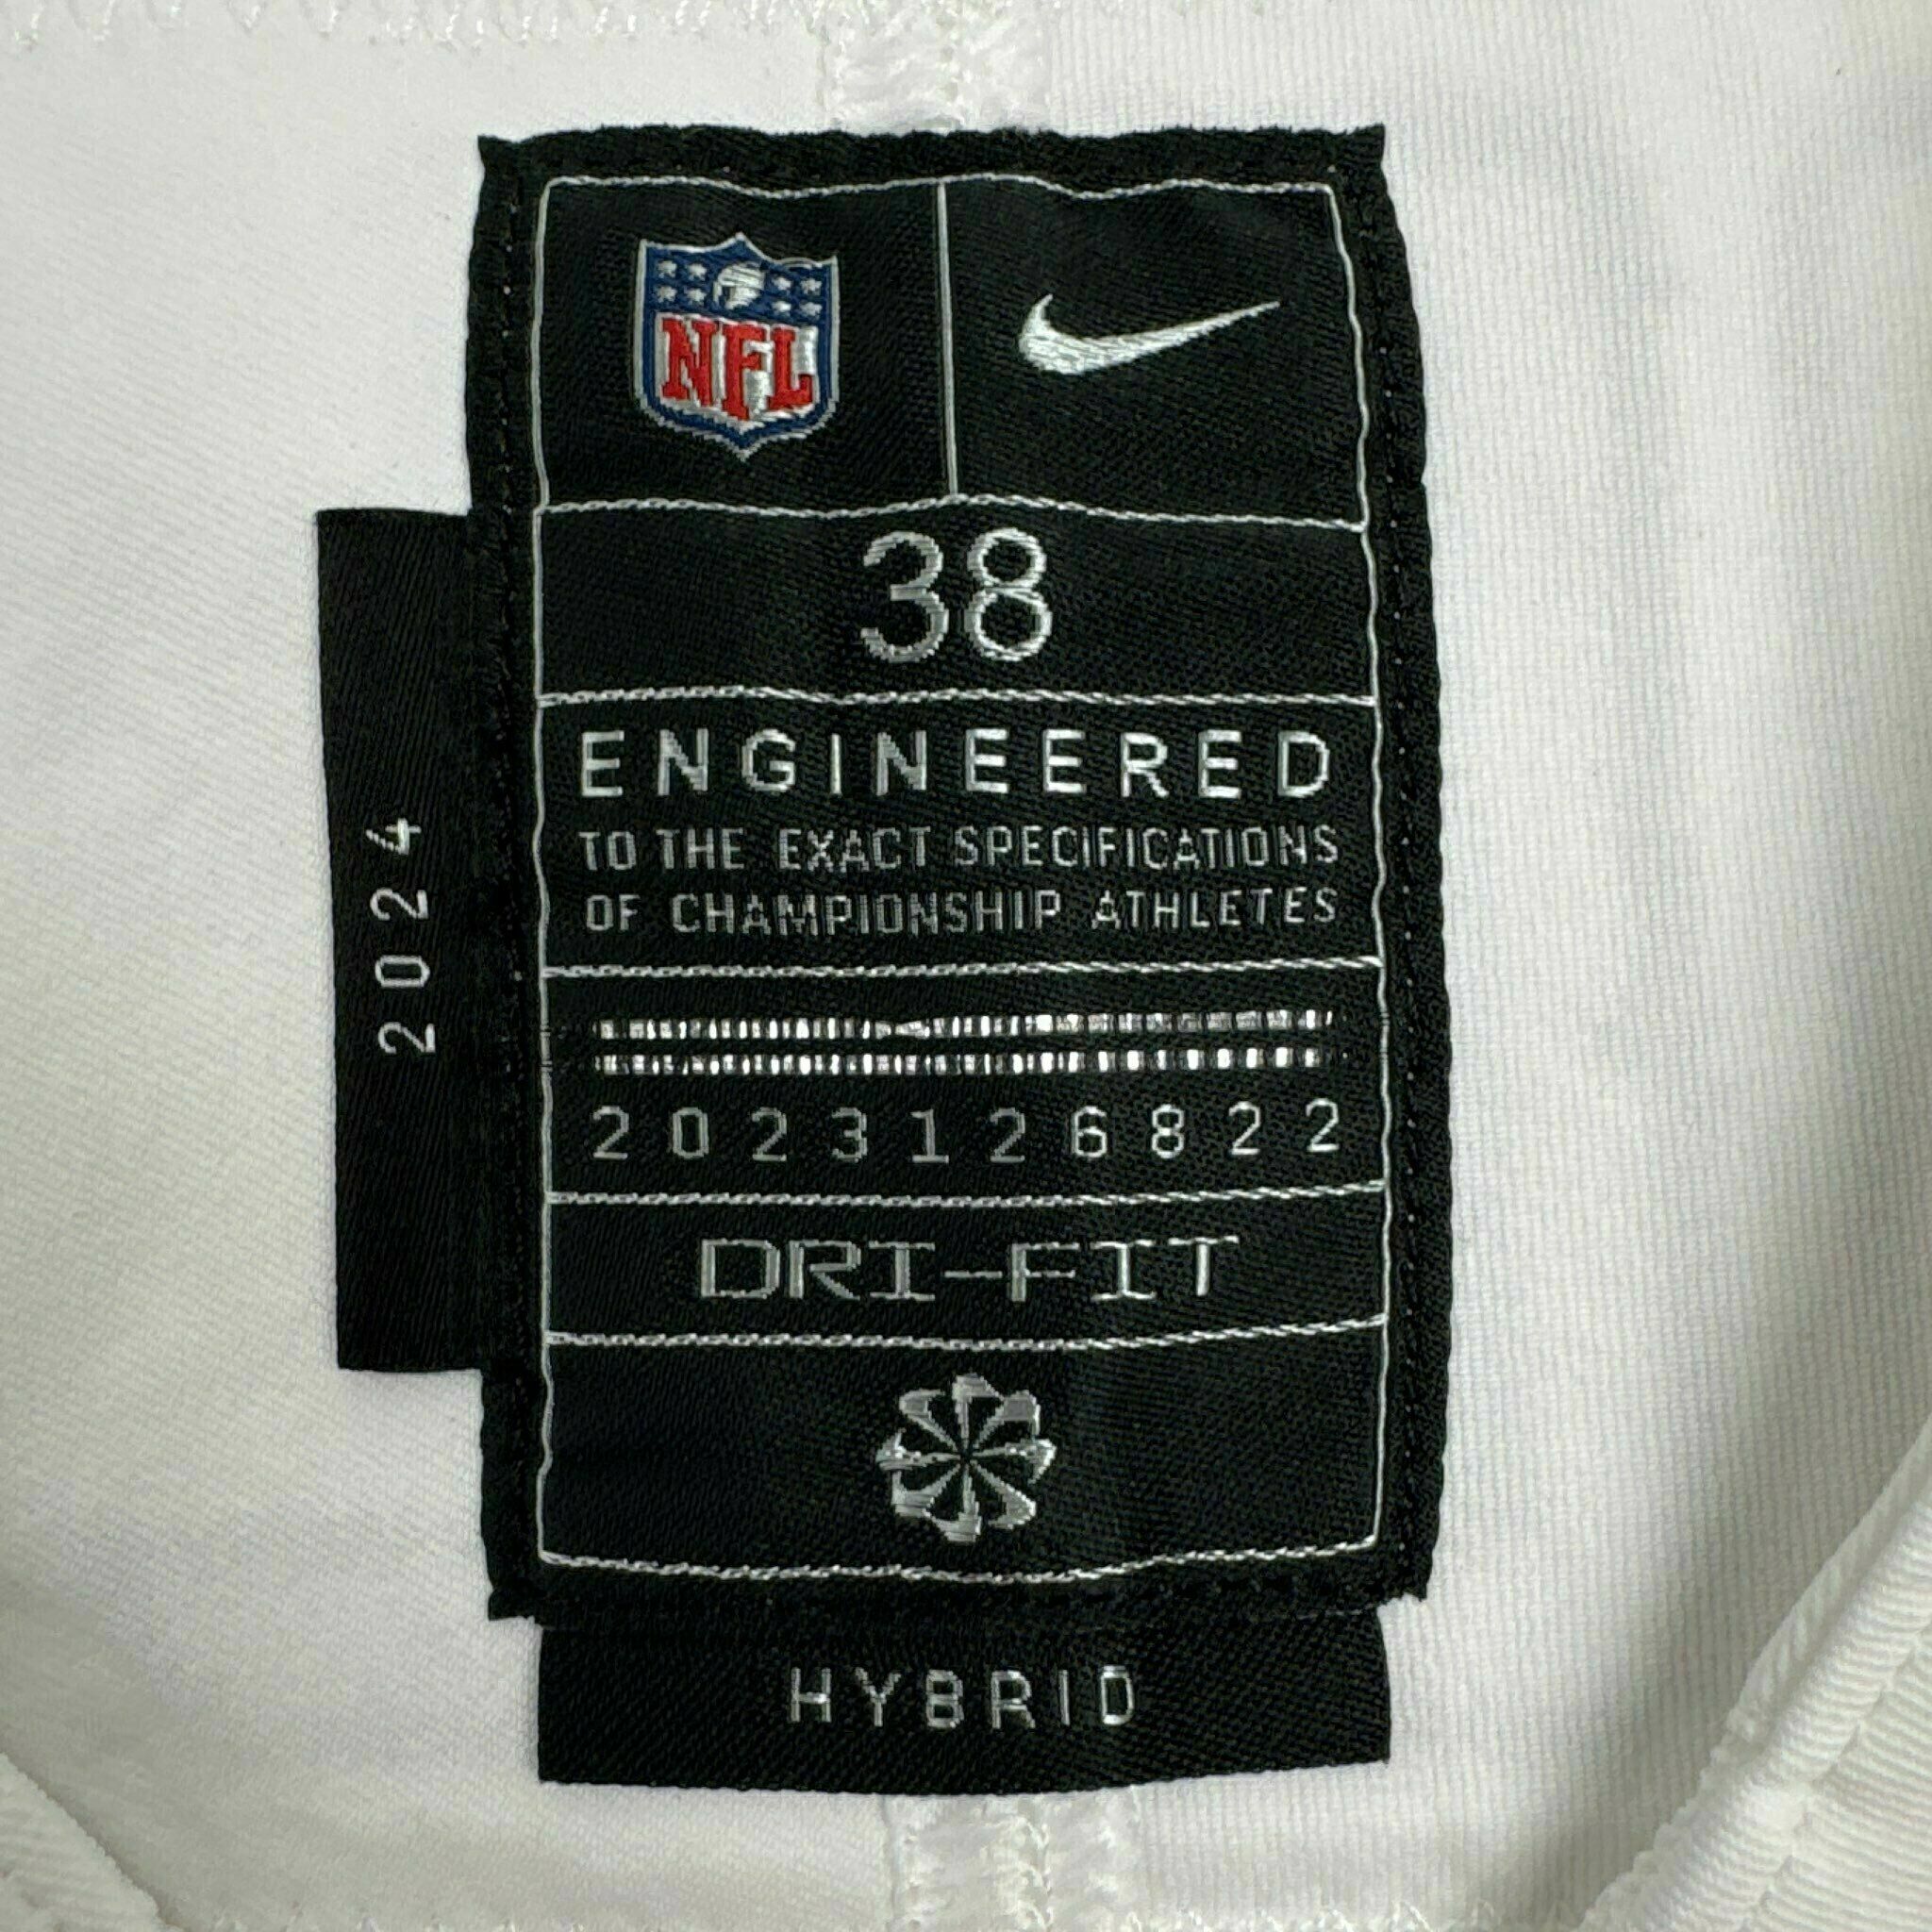 NFL
38
ENGINEERED
TO THE EXACT SPECIFICATIONS
OF CHAMPIONSHIP ATHLETES
2023126822
DRI-FIT
HYBRID
2024